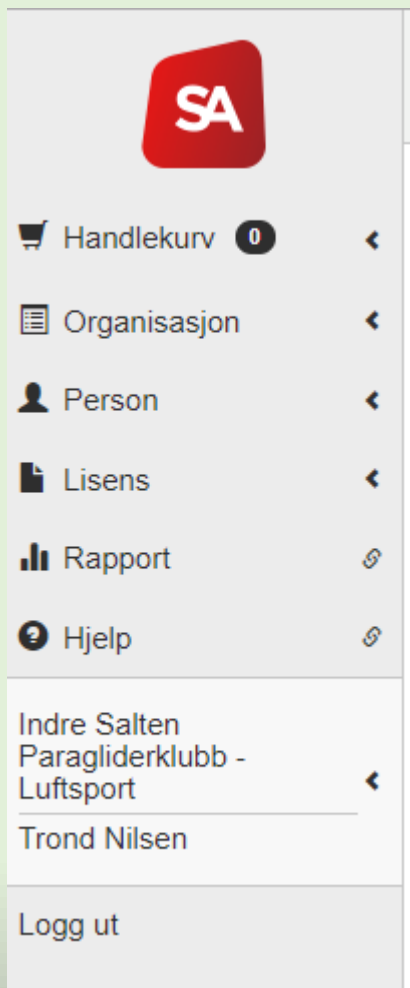 SA
Handlekurv 0
Organisasjon
Person
Lisens
Rapport
Hjelp
Indre Salten
Paragliderklubb -
Luftsport
Trond Nilsen
Logg ut